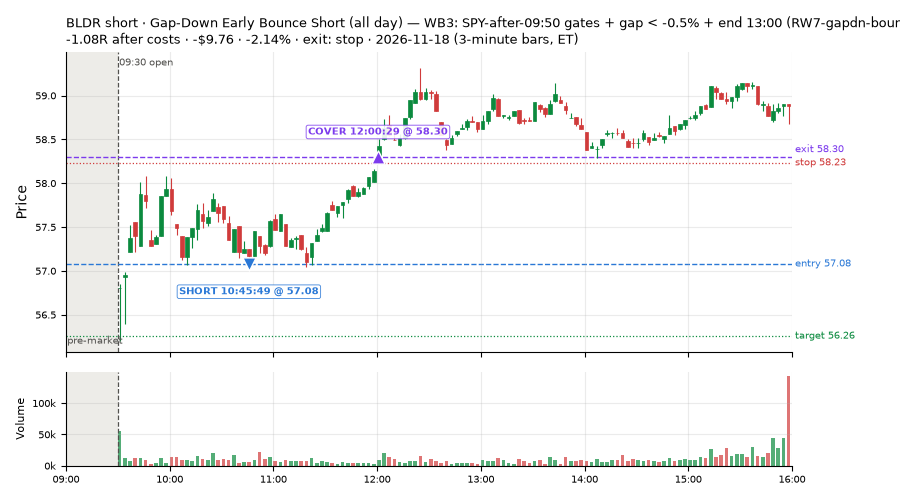 BLDR short · Gap-Down Early Bounce Short (all day) — WB3: SPY-after-09:50 gates + gap < -0.5% + end 13:00 (RW7-gapdn-bour
-1.08R after costs · -$9.76 · -2.14% · exit: stop · 2026-11-18 (3-minute bars, ET)
09:30 open
59.0
COVER 12:00:29 @ 58.30
58.5
exit 58.30
stop 58.23
58.0
Price
57.5
entry 57.08
57.0
SHORT 10:45:49 @ 57.08
56.5
target 56.26
pre-market
Volume
100k
50k
0k
09:00 10:00 11:00 12:00 13:00 14:00 15:00 16:00